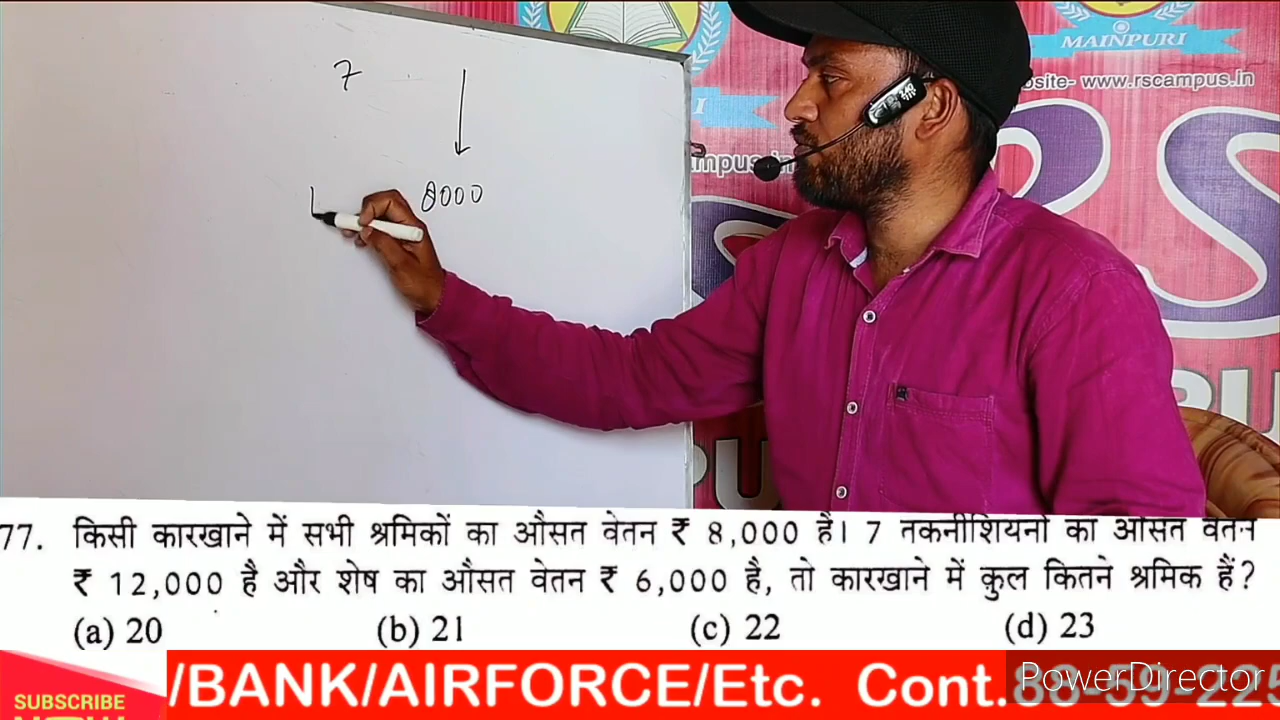 MAINPURI
site- www.rscampus.in
7
mpus.in
8000
77. किसी कारखाने में सभी श्रमिकों का औसत वेतन ₹ 8,000 है। 7 तकनीशियनों का औसत वेतन
₹ 12,000 है और शेष का औसत वेतन ₹ 6,000 है, तो कारखाने में कुल कितने श्रमिक हैं?
(a) 20 (b) 21 (c) 22 (d) 23
SUBSCRIBE
/BANK/AIRFORCE/Etc. Cont.
PowerDirector